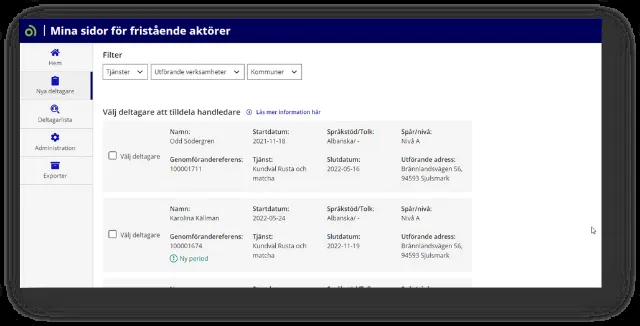 Mina sidor för fristående aktörer
Hem
Nya deltagare
Deltagarlista
Administration
Exporter
Filter
Tjänster
Utförande verksamheter
Kommuner
Välj deltagare att tilldela handledare
Läs mer information här
Välj deltagare
Namn:
Odd Södergren
Startdatum:
2021-11-18
Språkstöd/Tolk:
Albanska/ -
Spår/nivå:
Nivå A
Genomförandereferens:
100001711
Tjänst:
Kundval Rusta och
matcha
Slutdatum:
2022-05-16
Utförande adress:
Brännlandsvägen 56,
94593 Sjulsmark
Välj deltagare
Namn:
Karolina Källman
Startdatum:
2022-05-24
Språkstöd/Tolk:
Albanska/ -
Spår/nivå:
Nivå A
Genomförandereferens:
100001674
Ny period
Tjänst:
Kundval Rusta och
matcha
Slutdatum:
2022-11-19
Utförande adress:
Brännlandsvägen 56,
94593 Sjulsmark